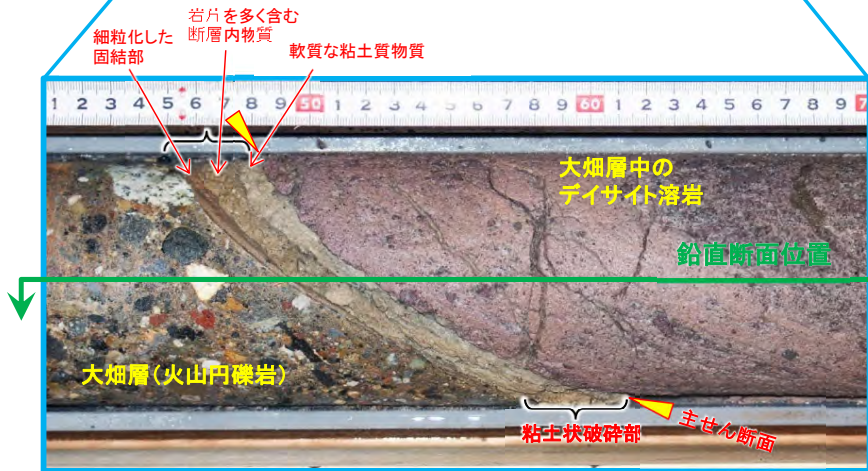 細粒化した
固結部
岩片を多く含む
断層内物質
軟質な粘土質物質
1 2 3 4 5 6 7 8 9 50 1 2 3 4 5 6 7 8 9 60 1 2 3 4 5 6 7 8 9 7
大畑層中の
デイサイト溶岩
鉛直断面位置
大畑層(火山円礫岩)
粘土状破砕部
主せん断面